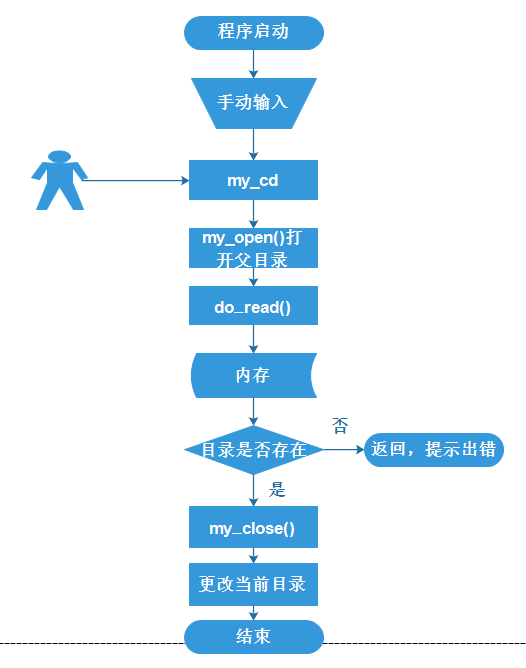 程序启动
手动输入
my_cd
my_open()打
开父目录
do_read()
内存
否
目录是否存在
返回，提示出错
是
my_close()
更改当前目录
结束